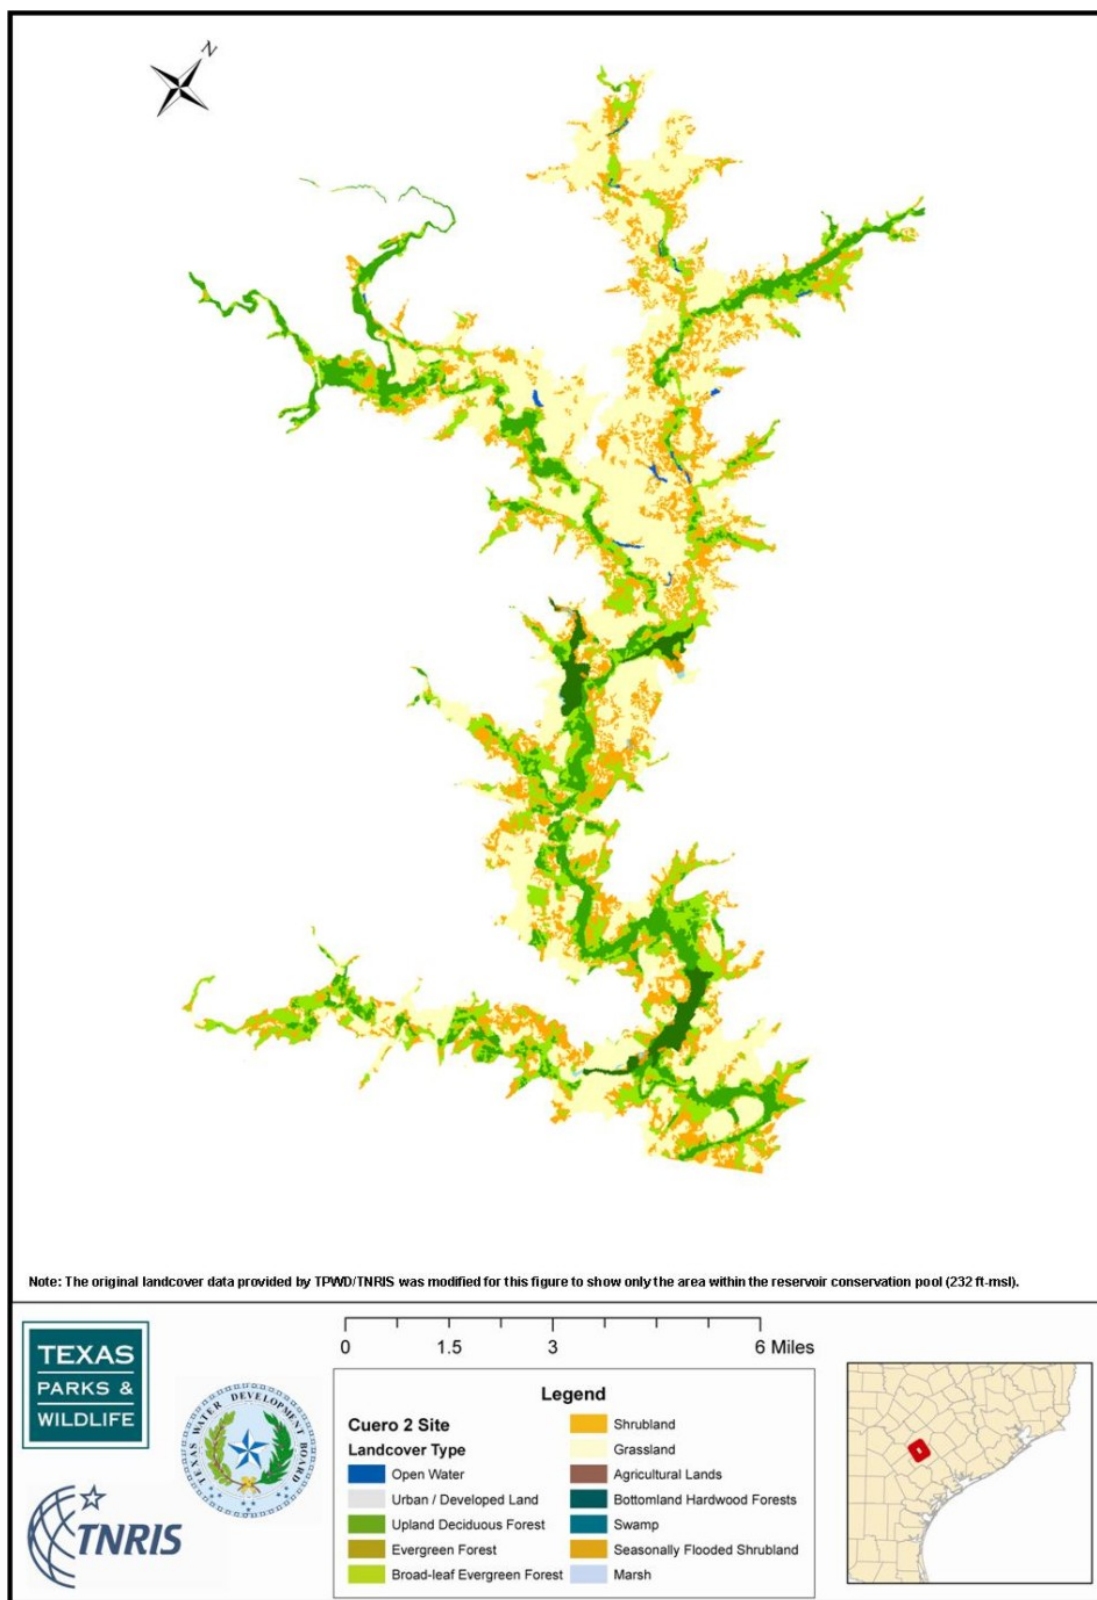 N
Note: The original landcover data provided by TPWD/TNRIS was modified for this figure to show only the area within the reservoir conservation pool (232 ft-msl).
TEXAS
PARKS &
WILDLIFE
TEXAS WATER DEVELOPMENT BOARD
TNRIS
0 1.5 3 6 Miles
Legend
Cuero 2 Site
Landcover Type
Open Water
Urban / Developed Land
Upland Deciduous Forest
Evergreen Forest
Broad-leaf Evergreen Forest
Shrubland
Grassland
Agricultural Lands
Bottomland Hardwood Forests
Swamp
Seasonally Flooded Shrubland
Marsh